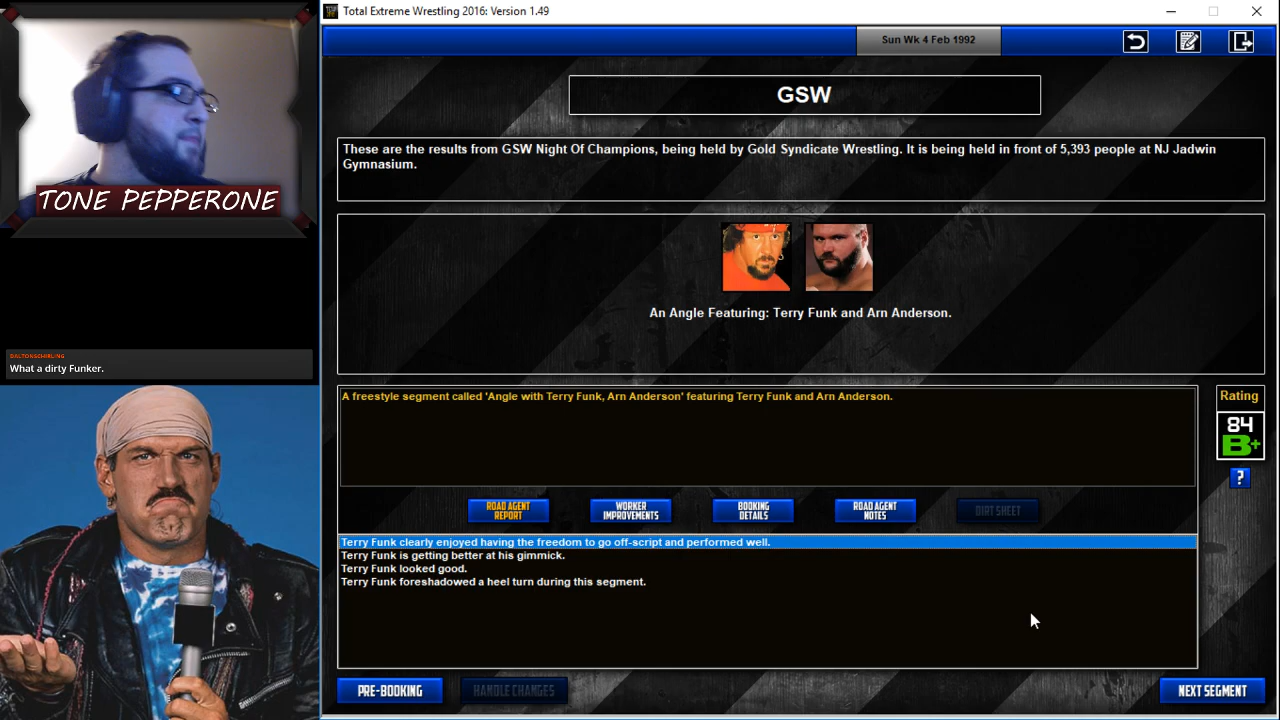 Total Extreme Wrestling 2016: Version 1.49
Sun Wk 4 Feb 1992
GSW
These are the results from GSW Night Of Champions, being held by Gold Syndicate Wrestling. It is being held in front of 5,393 people at NJ Jadwin
Gymnasium.
TONE PEPPERONE
An Angle Featuring: Terry Funk and Arn Anderson.
DALTONSCHIRLING
What a dirty Funker.
A freestyle segment called 'Angle with Terry Funk, Arn Anderson' featuring Terry Funk and Arn Anderson.
Rating
84
B+
?
ROAD AGENT
REPORT
WORKER
IMPROVEMENTS
BOOKING
DETAILS
ROAD AGENT
NOTES
DIRT SHEET
Terry Funk clearly enjoyed having the freedom to go off-script and performed well.
Terry Funk is getting better at his gimmick.
Terry Funk looked good.
Terry Funk foreshadowed a heel turn during this segment.
PRE-BOOKING
HANDLE CHANGES
NEXT SEGMENT